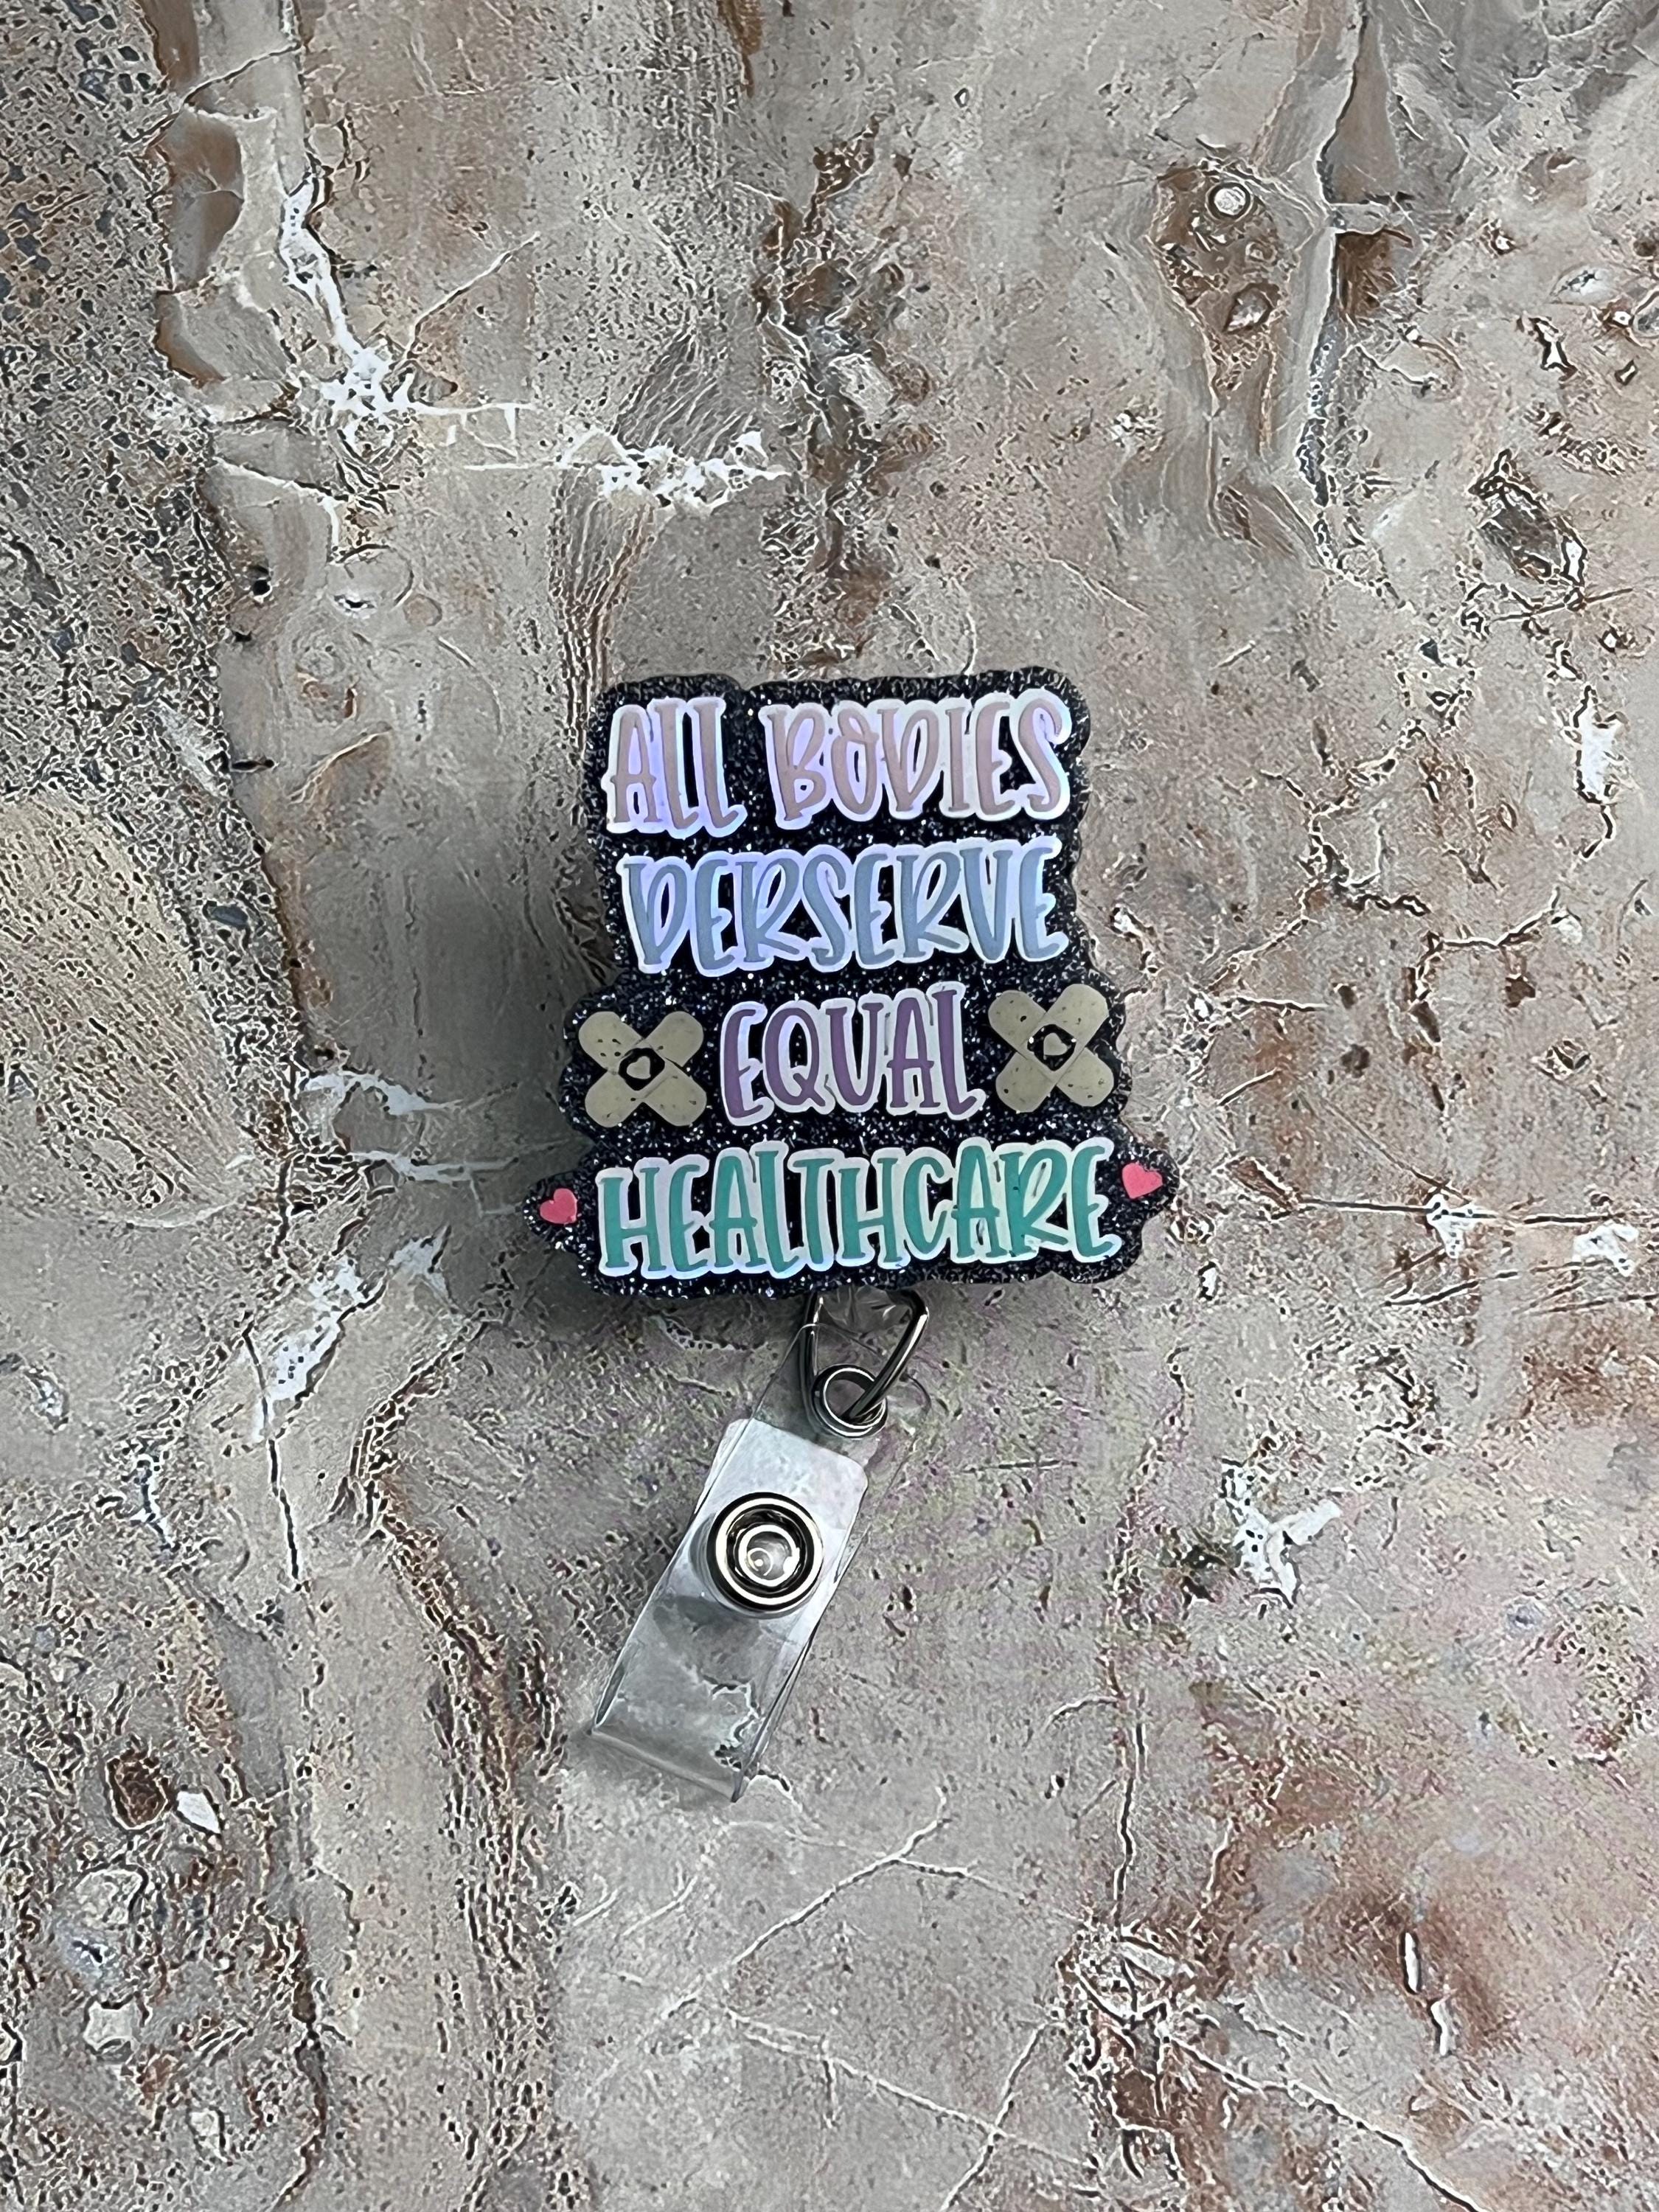 ALL BODIES
DERSERVE
EQUAL
HEALTHCARE